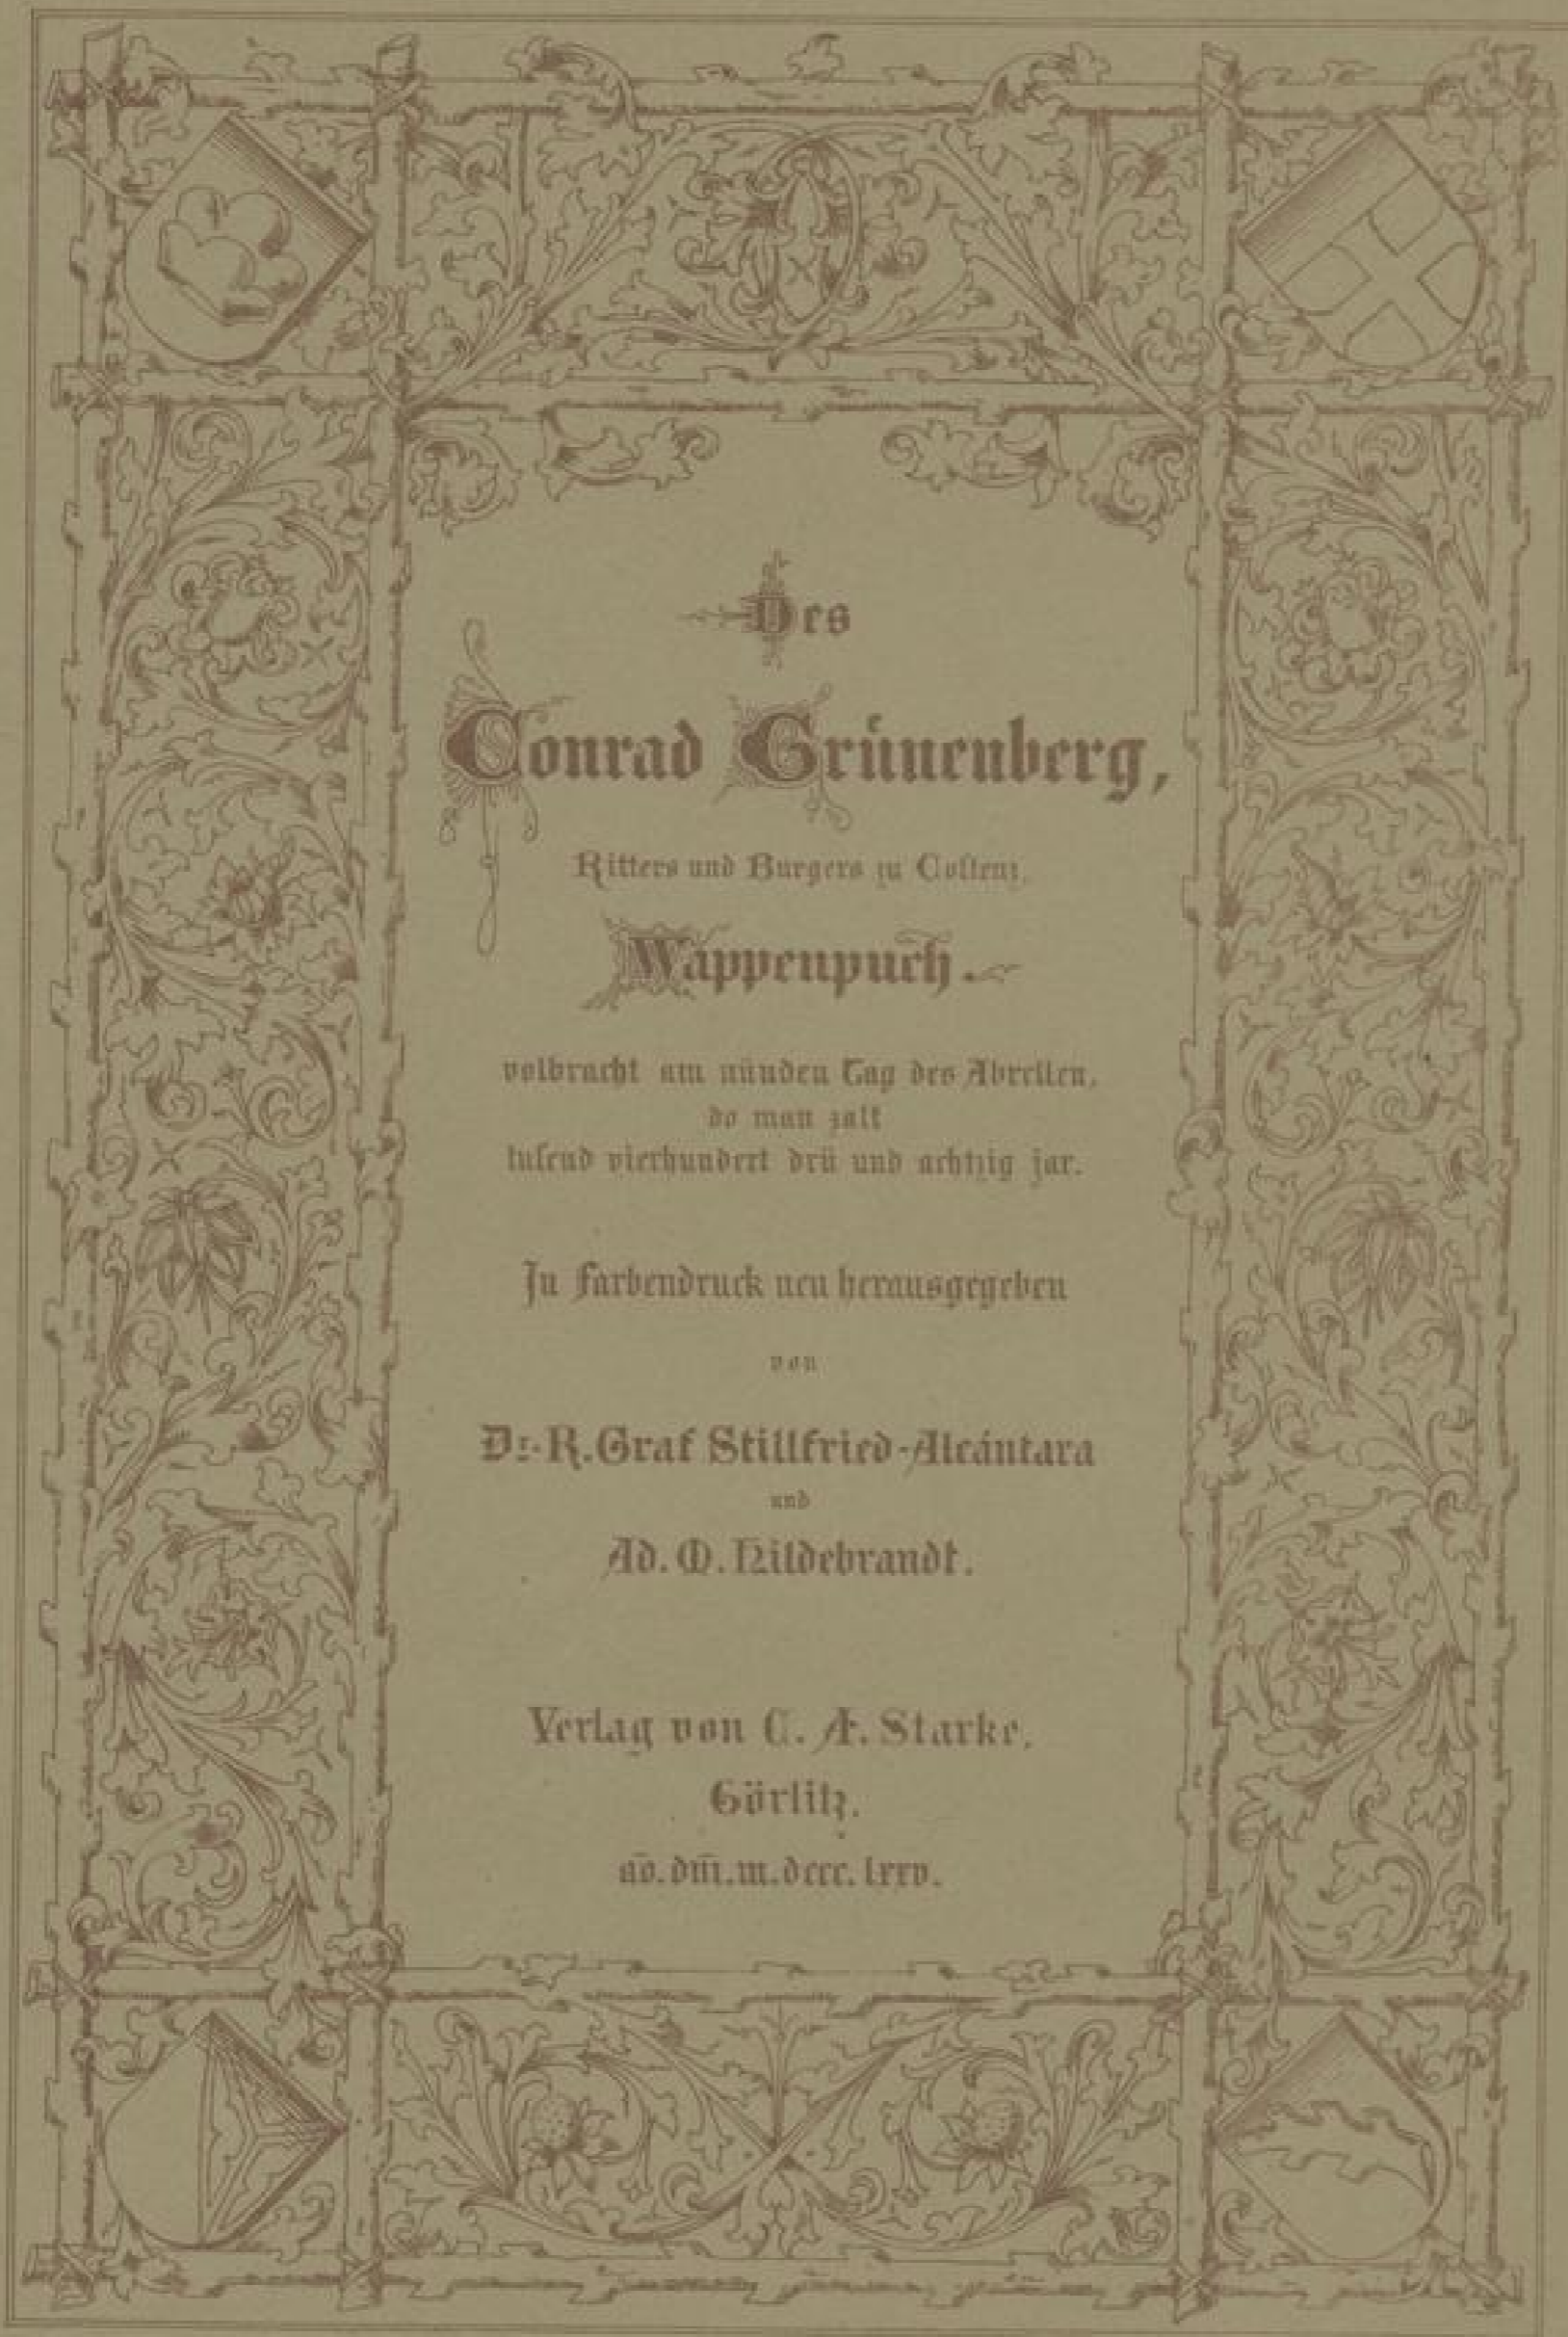 Des
Conrad Grünenberg,
Ritters und Burgers zu Costenz,
Wappenpuch.
volbracht am nünden Tag des Abrellen,
do man zalt
tusend vierhundert drü und achtzig jar.
In Farbendruck neu herausgegeben
von
Dr. R. Graf Stillfried-Alcántara
und
Ad. M. Hildebrandt.
Verlag von C. A. Starke,
Görlitz.
aō. dm̄. m. dccc. lxxv.